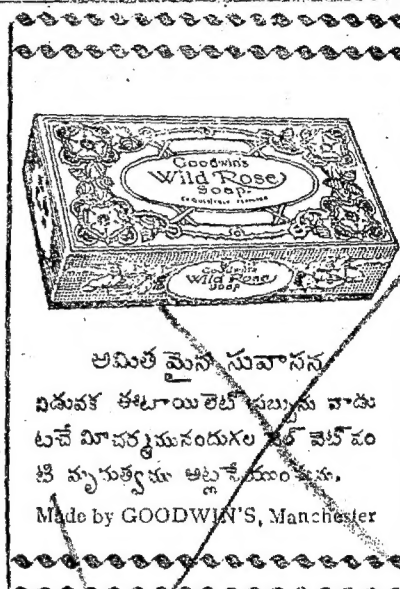 Goodwin's
Wild Rose
Soap.
Goodwin's
Wild Rose
Soap
అమిత మైన సువాసన
విడువక ఈటాయిలెట్ సబ్బును వాడు
టచే మీచర్మమునందుగల వెల్ వెట్ వం
టి మృదుత్వము అట్లనేయుండును.
Made by GOODWIN'S, Manchester